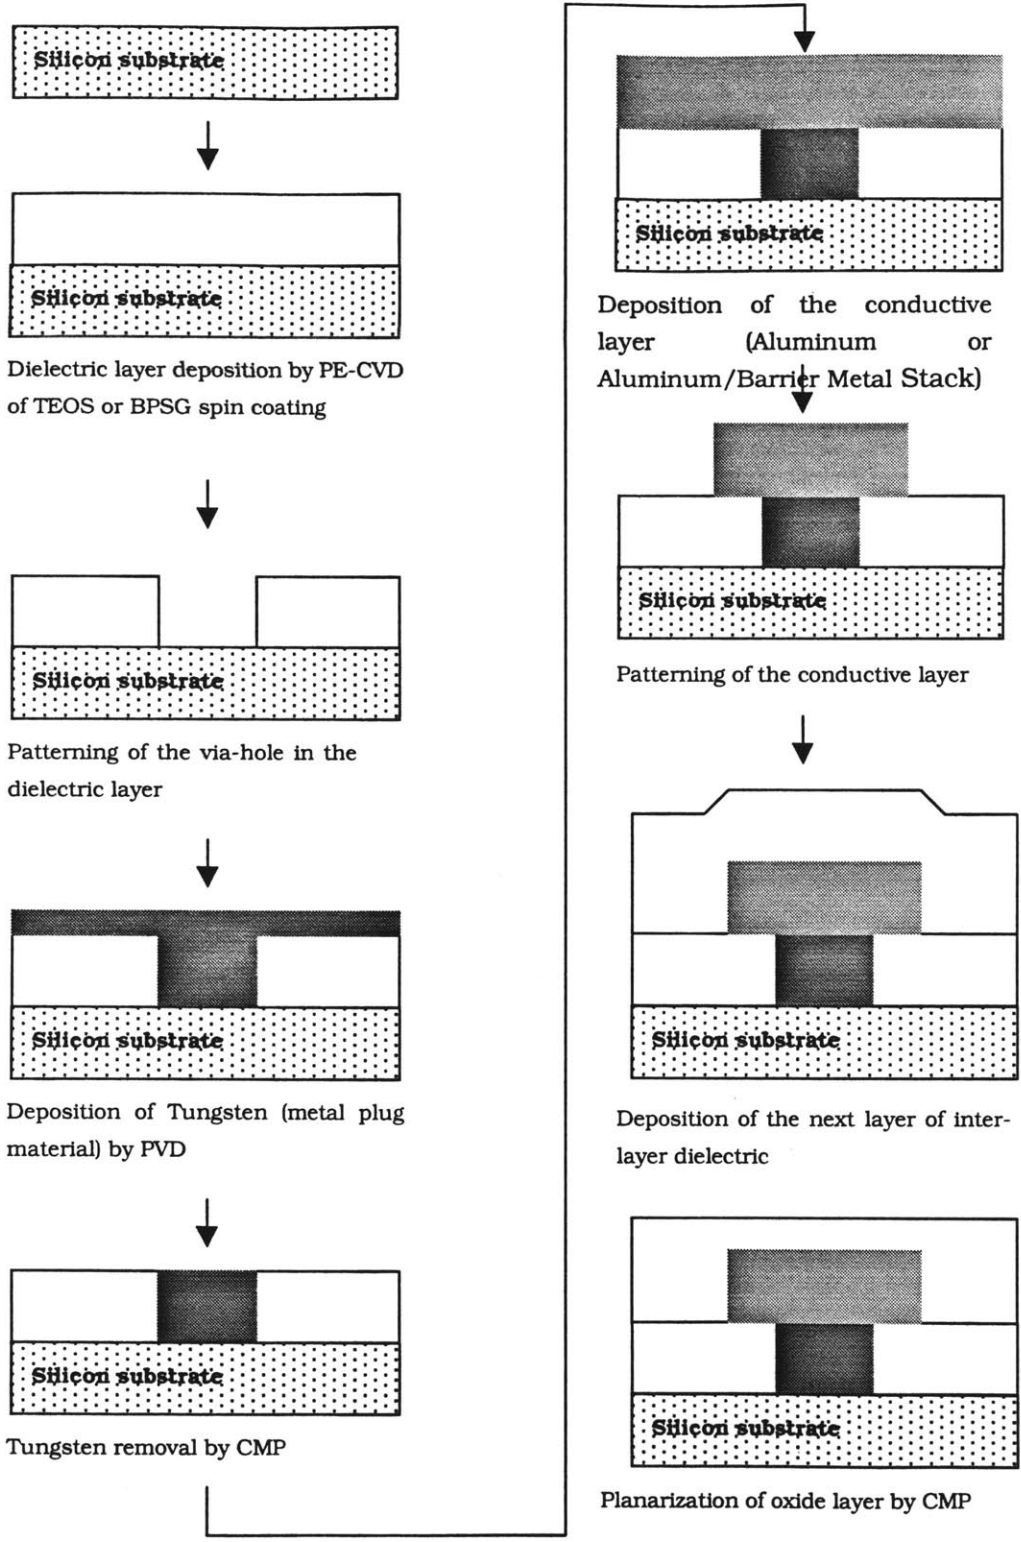 Silicon substrate
Silicon substrate
Dielectric layer deposition by PE-CVD
of TEOS or BPSG spin coating
Silicon substrate
Patterning of the via-hole in the
dielectric layer
Silicon substrate
Deposition of Tungsten (metal plug
material) by PVD
Silicon substrate
Tungsten removal by CMP
Silicon substrate
Deposition of the conductive
layer (Aluminum or
Aluminum/Barrier Metal Stack)
Silicon substrate
Patterning of the conductive layer
Silicon substrate
Deposition of the next layer of inter-
layer dielectric
Silicon substrate
Planarization of oxide layer by CMP